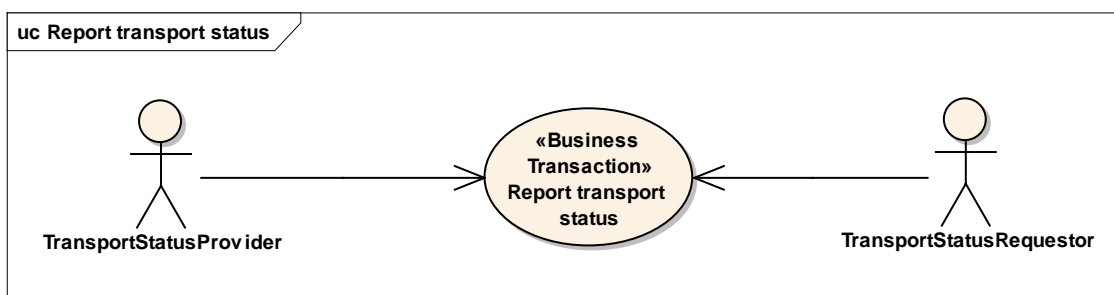 uc Report transport status
«Business
Transaction»
Report transport
status
TransportStatusProvider
TransportStatusRequestor